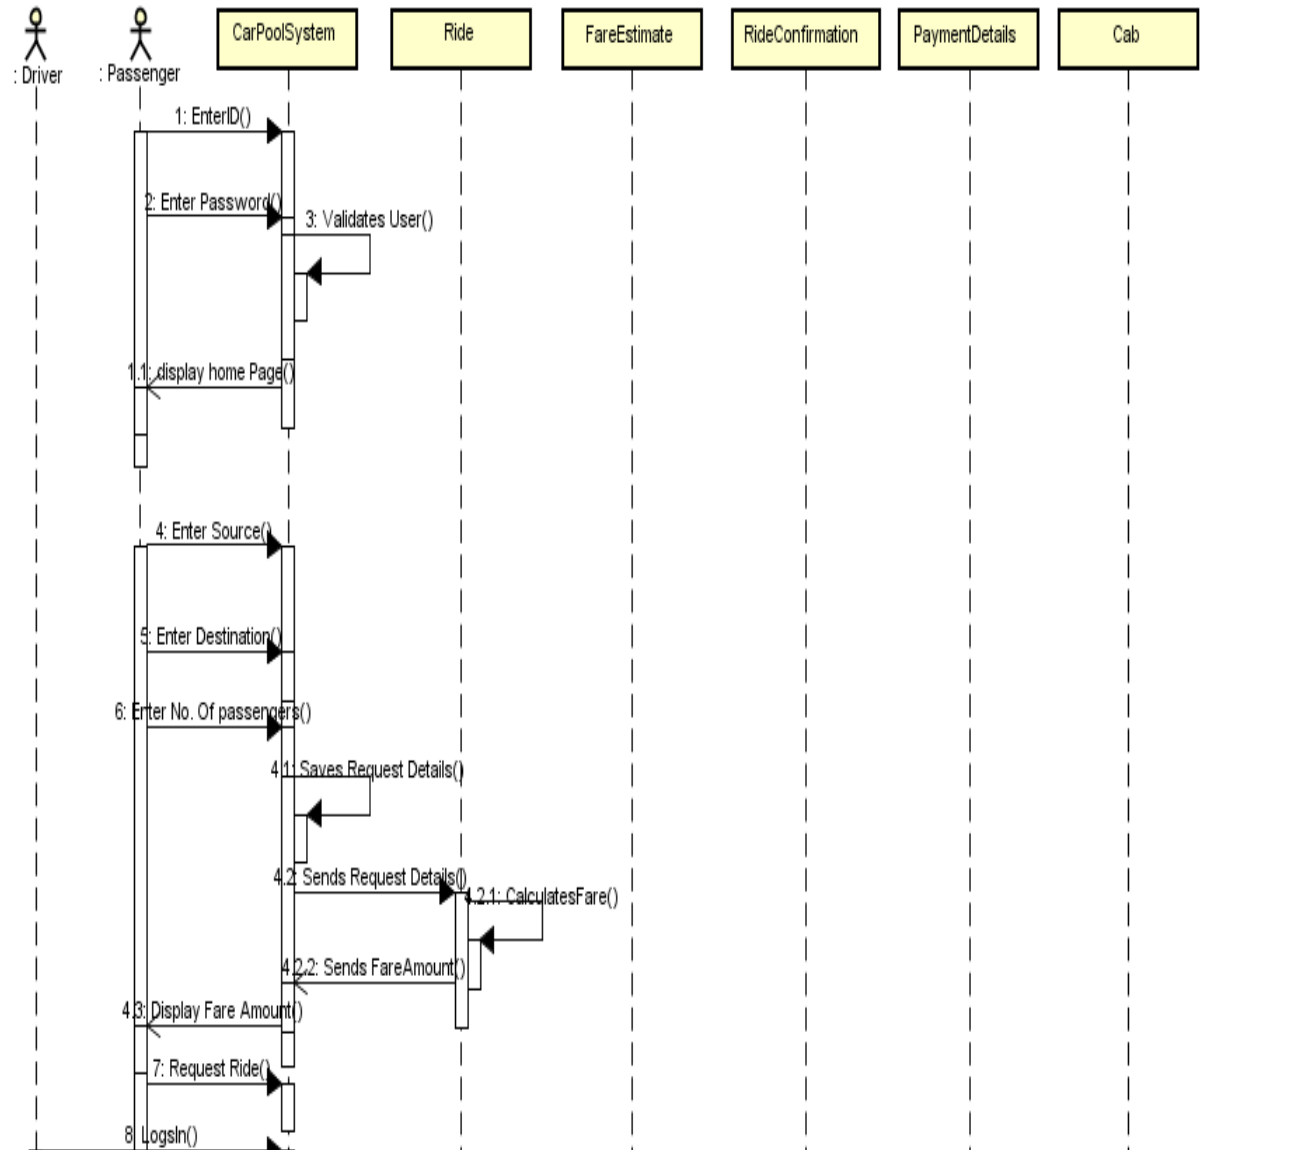 : Driver
: Passenger
CarPoolSystem
Ride
FareEstimate
RideConfirmation
PaymentDetails
Cab
1: EnterID()
2: Enter Password()
3: Validates User()
1.1: display home Page()
4: Enter Source()
5: Enter Destination()
6: Enter No. Of passengers()
4.1: Saves Request Details()
4.2: Sends Request Details()
4.2.1: CalculatesFare()
4.2.2: Sends FareAmount()
4.3: Display Fare Amount()
7: Request Ride()
8: LogsIn()